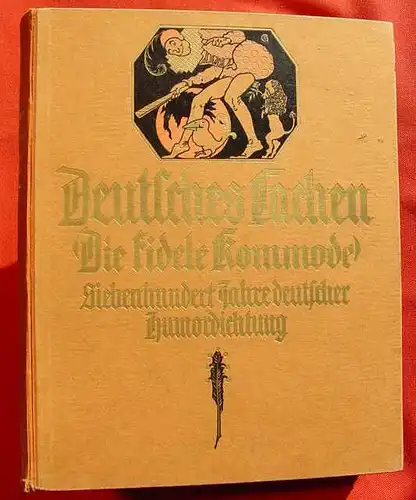 Deutsches Lachen
(Die fidele Kommode)
Siebenhundert Jahre deutscher
Humordichtung